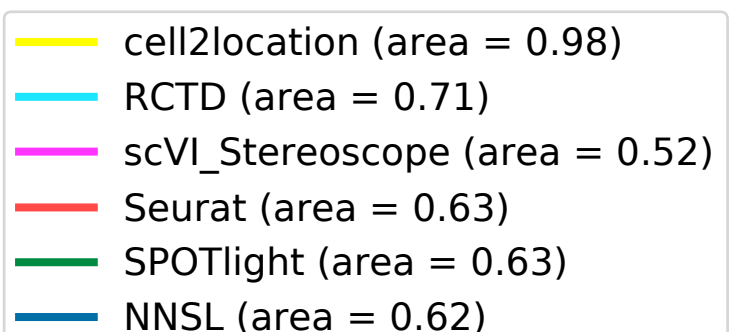 cell2location (area = 0.98)
RCTD (area = 0.71)
scVI_Stereoscope (area = 0.52)
Seurat (area = 0.63)
SPOTlight (area = 0.63)
NNSL (area = 0.62)